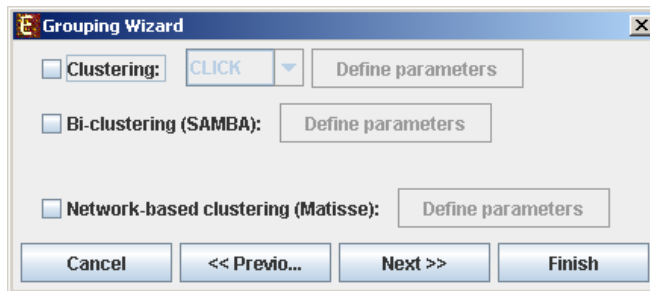 Grouping Wizard
Clustering: CLICK Define parameters
Bi-clustering (SAMBA): Define parameters
Network-based clustering (Matisse): Define parameters
Cancel << Previo... Next >> Finish